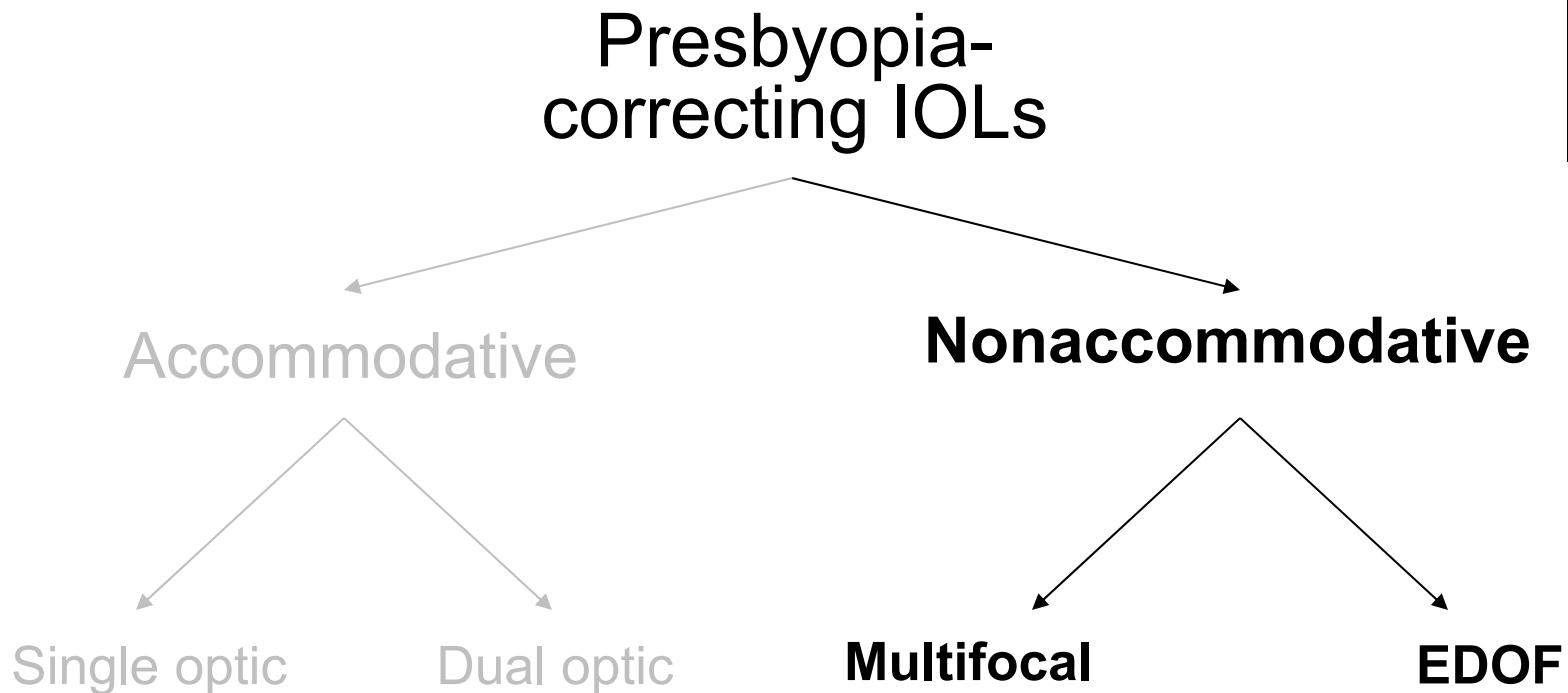 Presbyopia-
correcting IOLs
Accommodative
Nonaccommodative
Single optic
Dual optic
Multifocal
EDOF